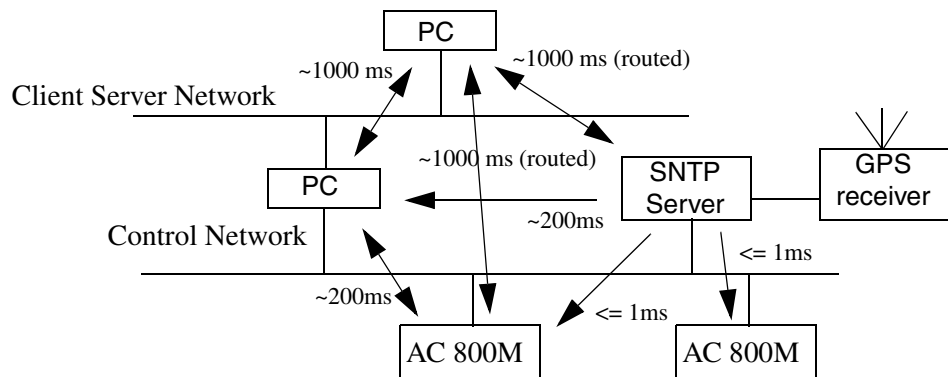 PC
~1000 ms
~1000 ms (routed)
Client Server Network
~1000 ms (routed)
PC
SNTP
Server
GPS
receiver
~200ms
Control Network
<= 1ms
~200ms
<= 1ms
AC 800M
AC 800M